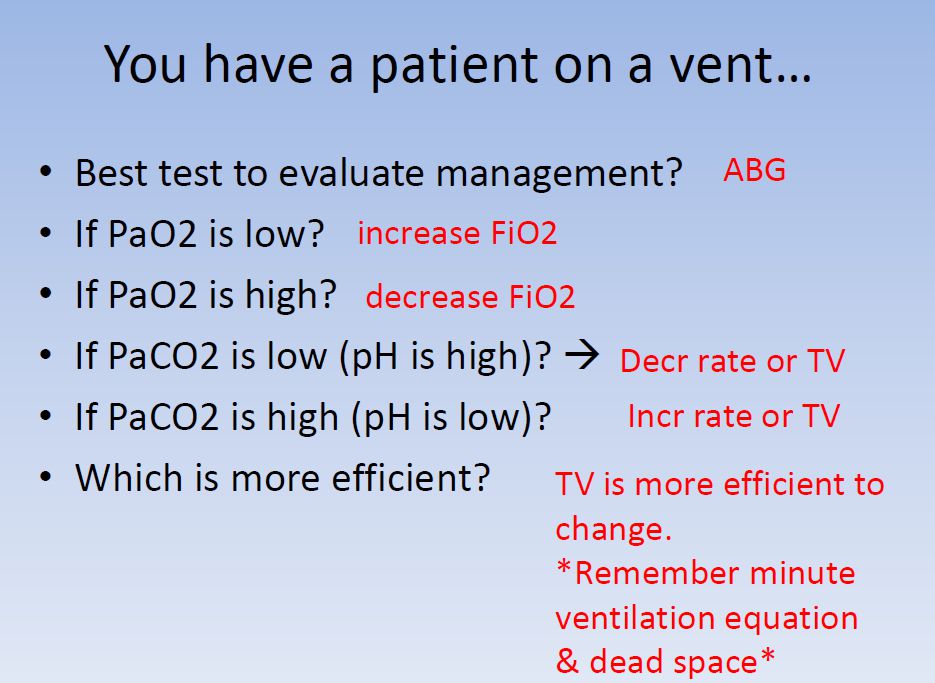 You have a patient on a vent…
• Best test to evaluate management? ABG
• If PaO2 is low? increase FiO2
• If PaO2 is high? decrease FiO2
• If PaCO2 is low (pH is high)? → Decr rate or TV
• If PaCO2 is high (pH is low)? Incr rate or TV
• Which is more efficient?
TV is more efficient to
change.
*Remember minute
ventilation equation
& dead space*